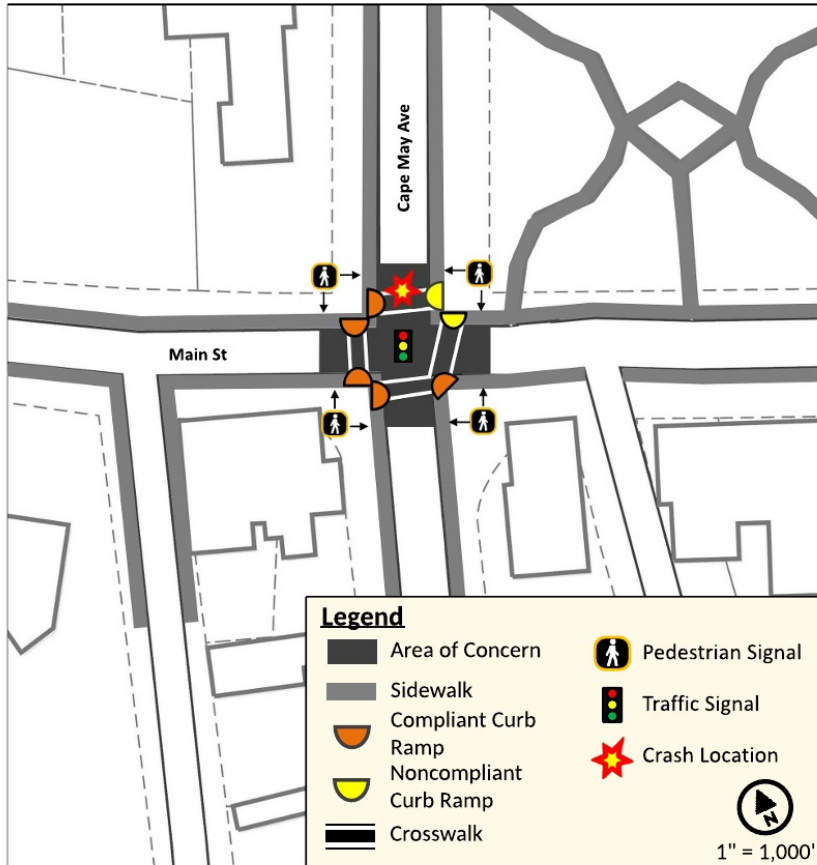 Cape May Ave
Main St
Legend
Area of Concern
Sidewalk
Compliant Curb
Ramp
Noncompliant
Curb Ramp
Crosswalk
Pedestrian Signal
Traffic Signal
Crash Location
N
1" = 1,000'